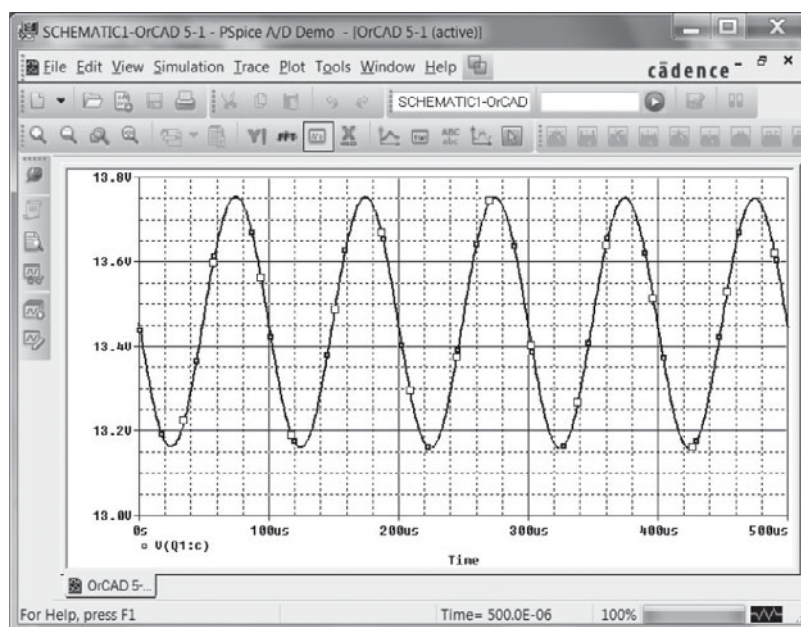 SCHEMATIC1-OrCAD 5-1 - PSpice A/D Demo - [OrCAD 5-1 (active)]
File Edit View Simulation Trace Plot Tools Window Help
cādence
SCHEMATIC1-OrCAD
ABC
abc
13.8V
13.6V
13.4V
13.2V
13.0V
0s 100us 200us 300us 400us 500us
V(Q1:c)
Time
OrCAD 5-...
For Help, press F1 Time= 500.0E-06 100%